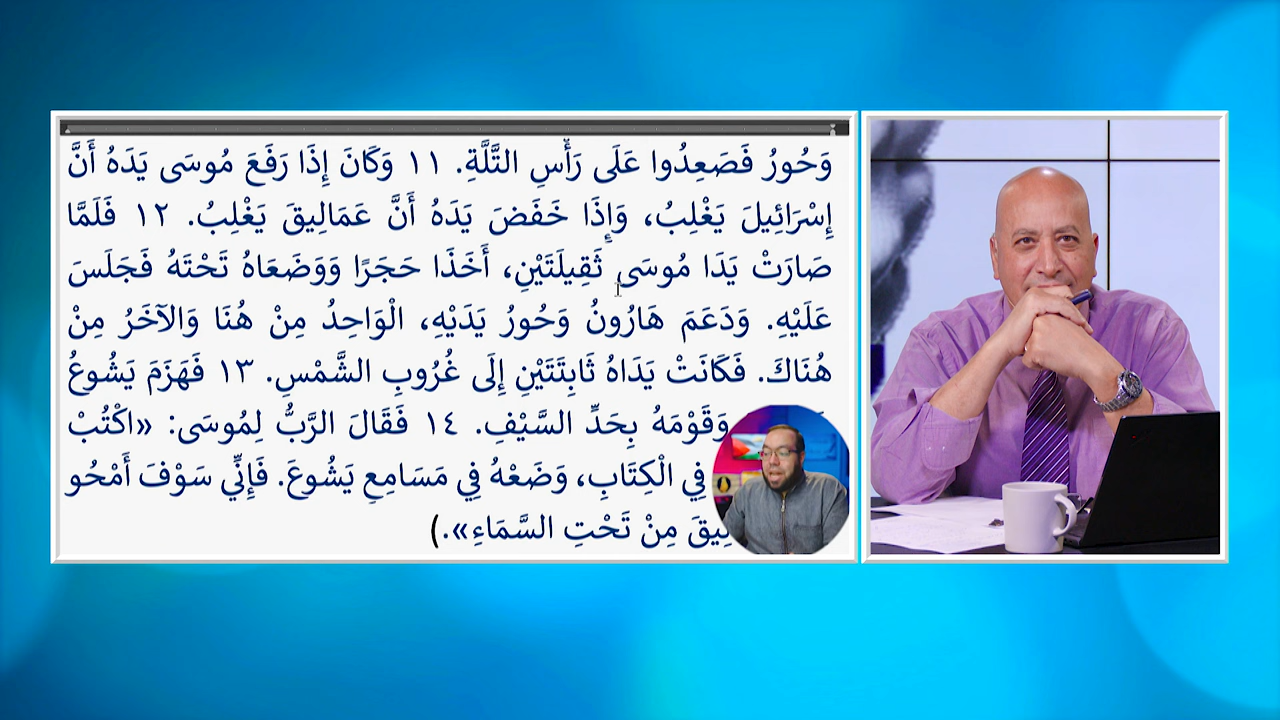 وَحُورُ فَصَعِدُوا عَلَى رَأْسِ التَّلَّةِ. ١١ وَكَانَ إِذَا رَفَعَ مُوسَى يَدَهُ أَنَّ
إِسْرَائِيلَ يَغْلِبُ، وَإِذَا خَفَضَ يَدَهُ أَنَّ عَمَالِيقَ يَغْلِبُ. ١٢ فَلَمَّا
صَارَتْ يَدَا مُوسَى ثَقِيلَتَيْنِ، أَخَذَا حَجَرًا وَوَضَعَاهُ تَحْتَهُ فَجَلَسَ
عَلَيْهِ. وَدَعَمَ هَارُونُ وَحُورُ يَدَيْهِ، الْوَاحِدُ مِنْ هُنَا وَالآخَرُ مِنْ
هُنَاكَ. فَكَانَتْ يَدَاهُ ثَابِتَتَيْنِ إِلَى غُرُوبِ الشَّمْسِ. ١٣ فَهَزَمَ يَشُوعُ
وَقَوْمَهُ بِحَدِّ السَّيْفِ. ١٤ فَقَالَ الرَّبُّ لِمُوسَى: «اكْتُبْ
فِي الْكِتَابِ، وَضَعْهُ فِي مَسَامِعِ يَشُوعَ. فَإِنِّي سَوْفَ أَمْحُو
مِنْ تَحْتِ السَّمَاءِ».)